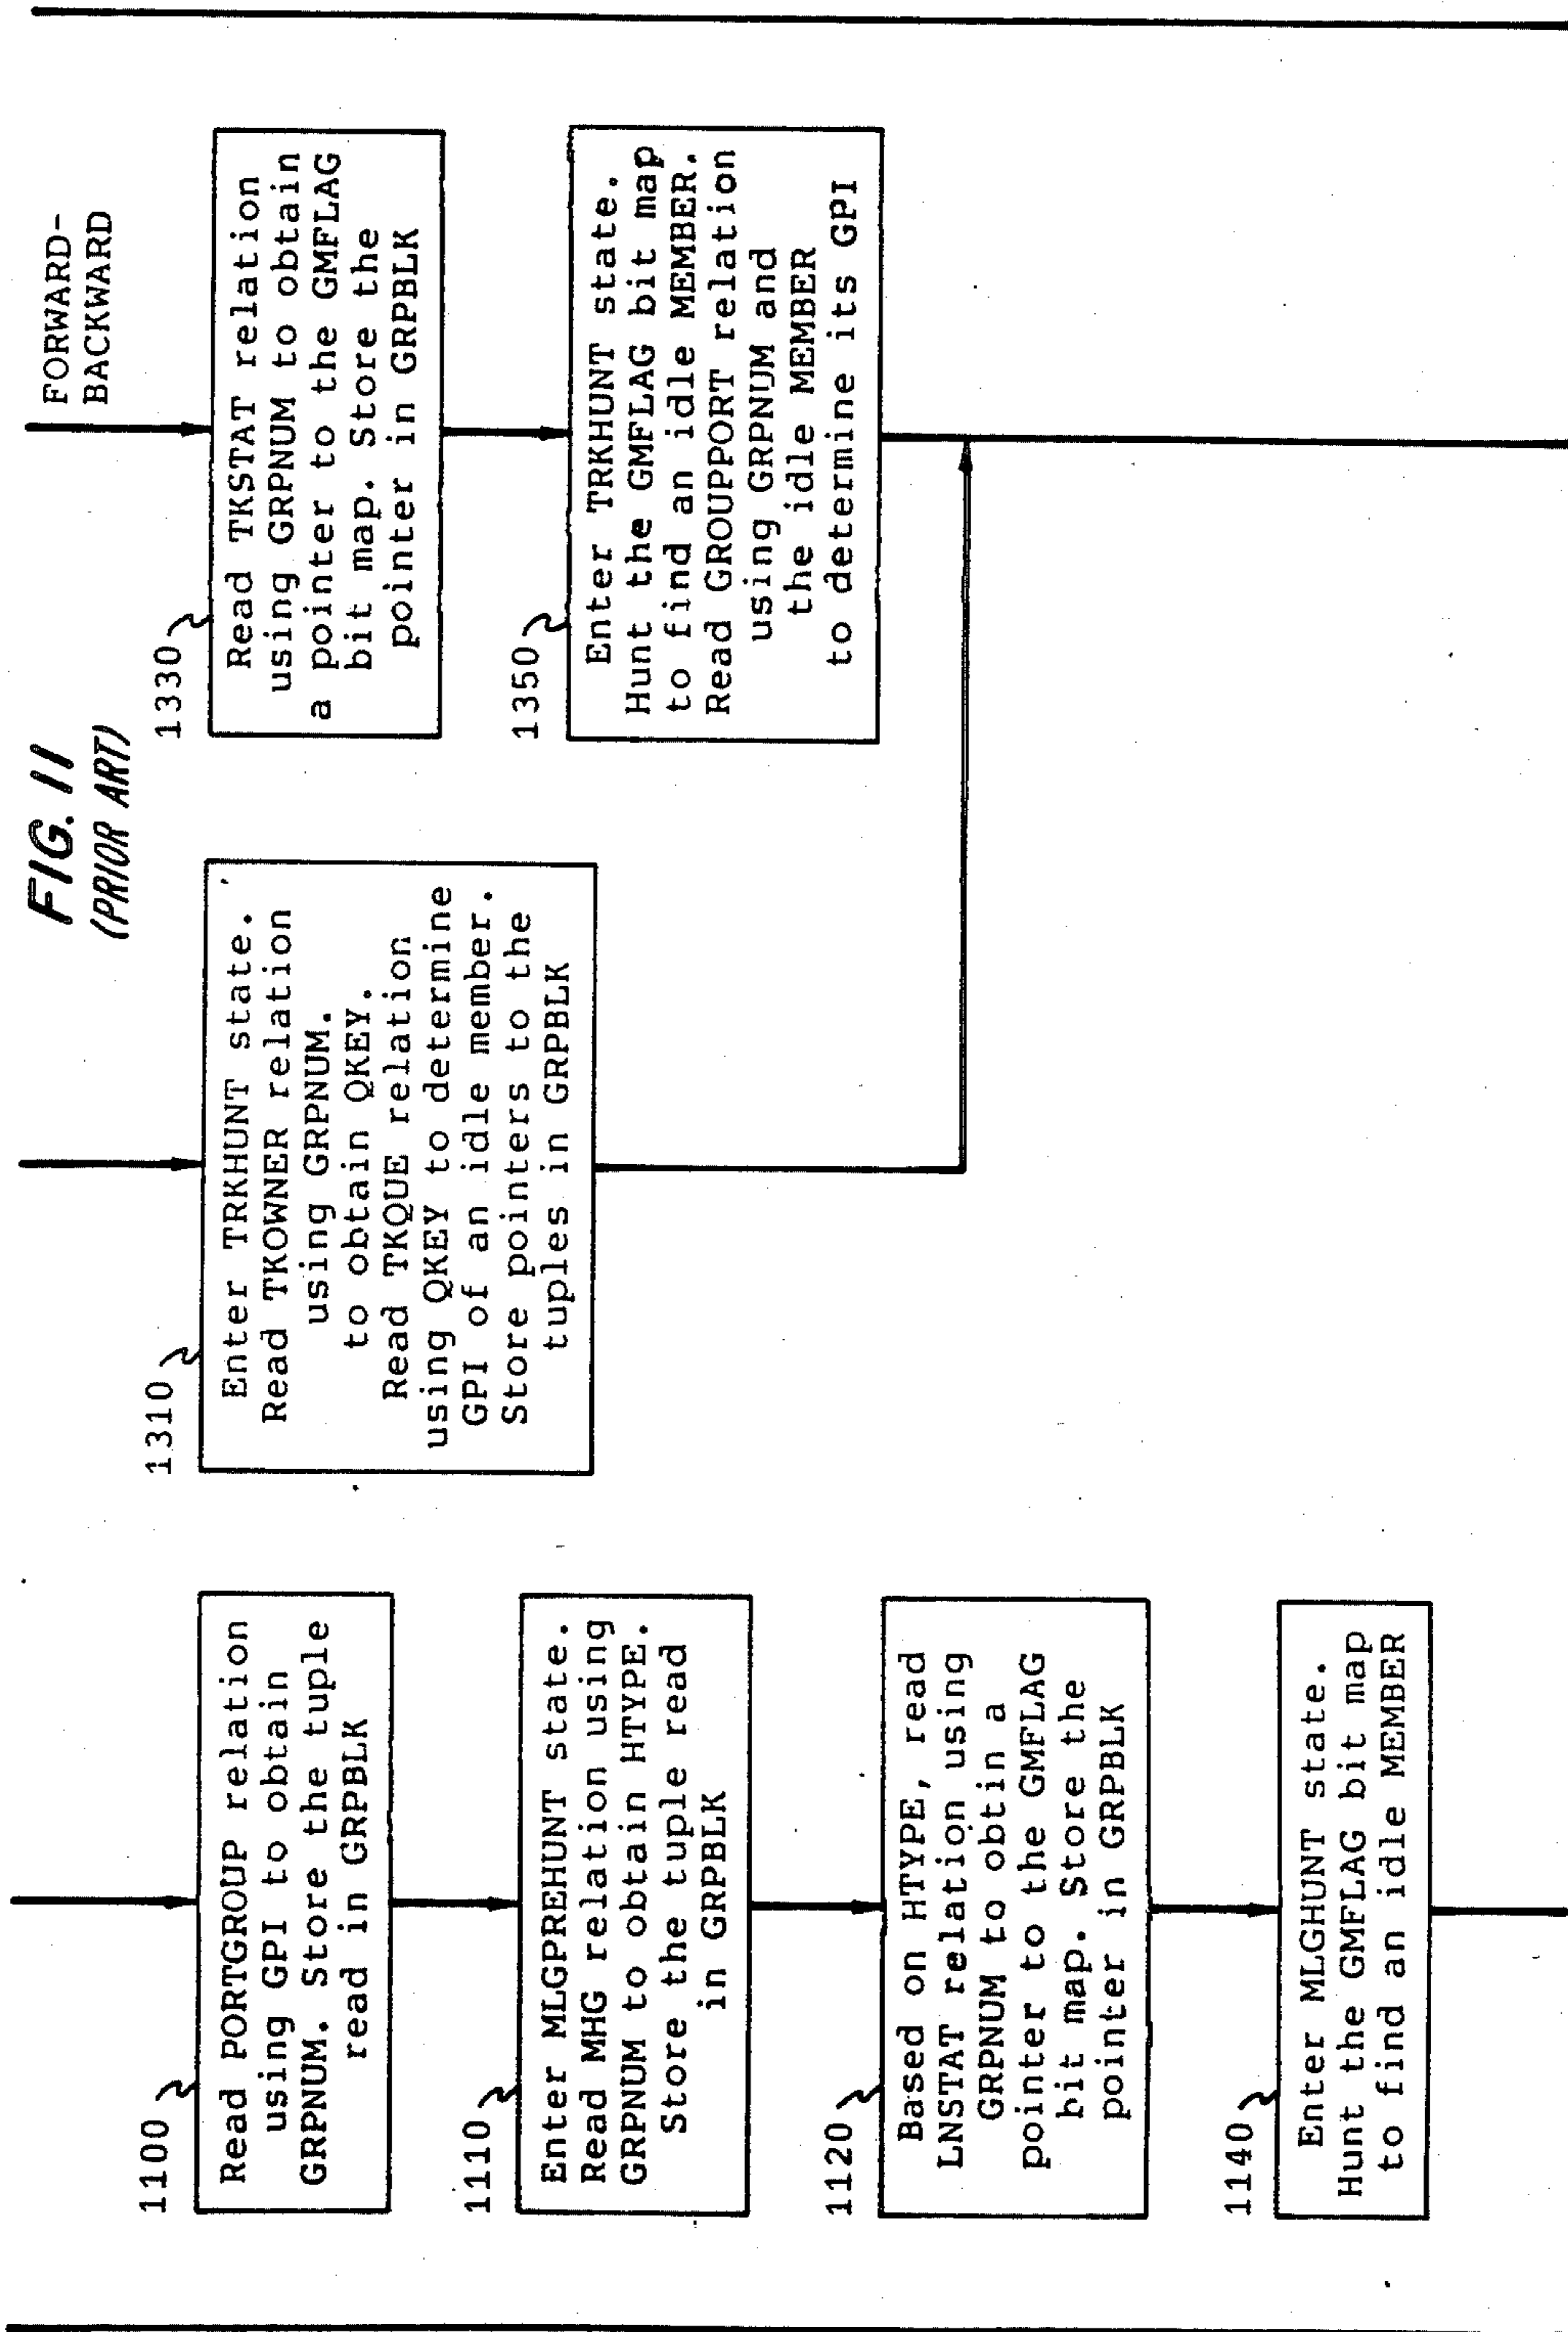 FIG. 11
(PRIOR ART)
1100
Read PORTGROUP relation
using GPI to obtain
GRPNUM. Store the tuple
read in GRPBLK
1110
Enter MLGPREHUNT state.
Read MHG relation using
GRPNUM to obtain HTYPE.
Store the tuple read
in GRPBLK
1120
Based on HTYPE, read
LNSTAT relation using
GRPNUM to obtin a
pointer to the GMFLAG
bit map. Store the
pointer in GRPBLK
1140
Enter MLGHUNT state.
Hunt the GMFLAG bit map
to find an idle MEMBER
1310
Enter TRKHUNT state.
Read TKOWNER relation
using GRPNUM.
to obtain QKEY.
Read TKQUE relation
using QKEY to determine
GPI of an idle member.
Store pointers to the
tuples in GRPBLK
FORWARD-
BACKWARD
1330
Read TKSTAT relation
using GRPNUM to obtain
a pointer to the GMFLAG
bit map. Store the
pointer in GRPBLK
1350
Enter TRKHUNT state.
Hunt the GMFLAG bit map
to find an idle MEMBER.
Read GROUPPORT relation
using GRPNUM and
the idle MEMBER
to determine its GPI